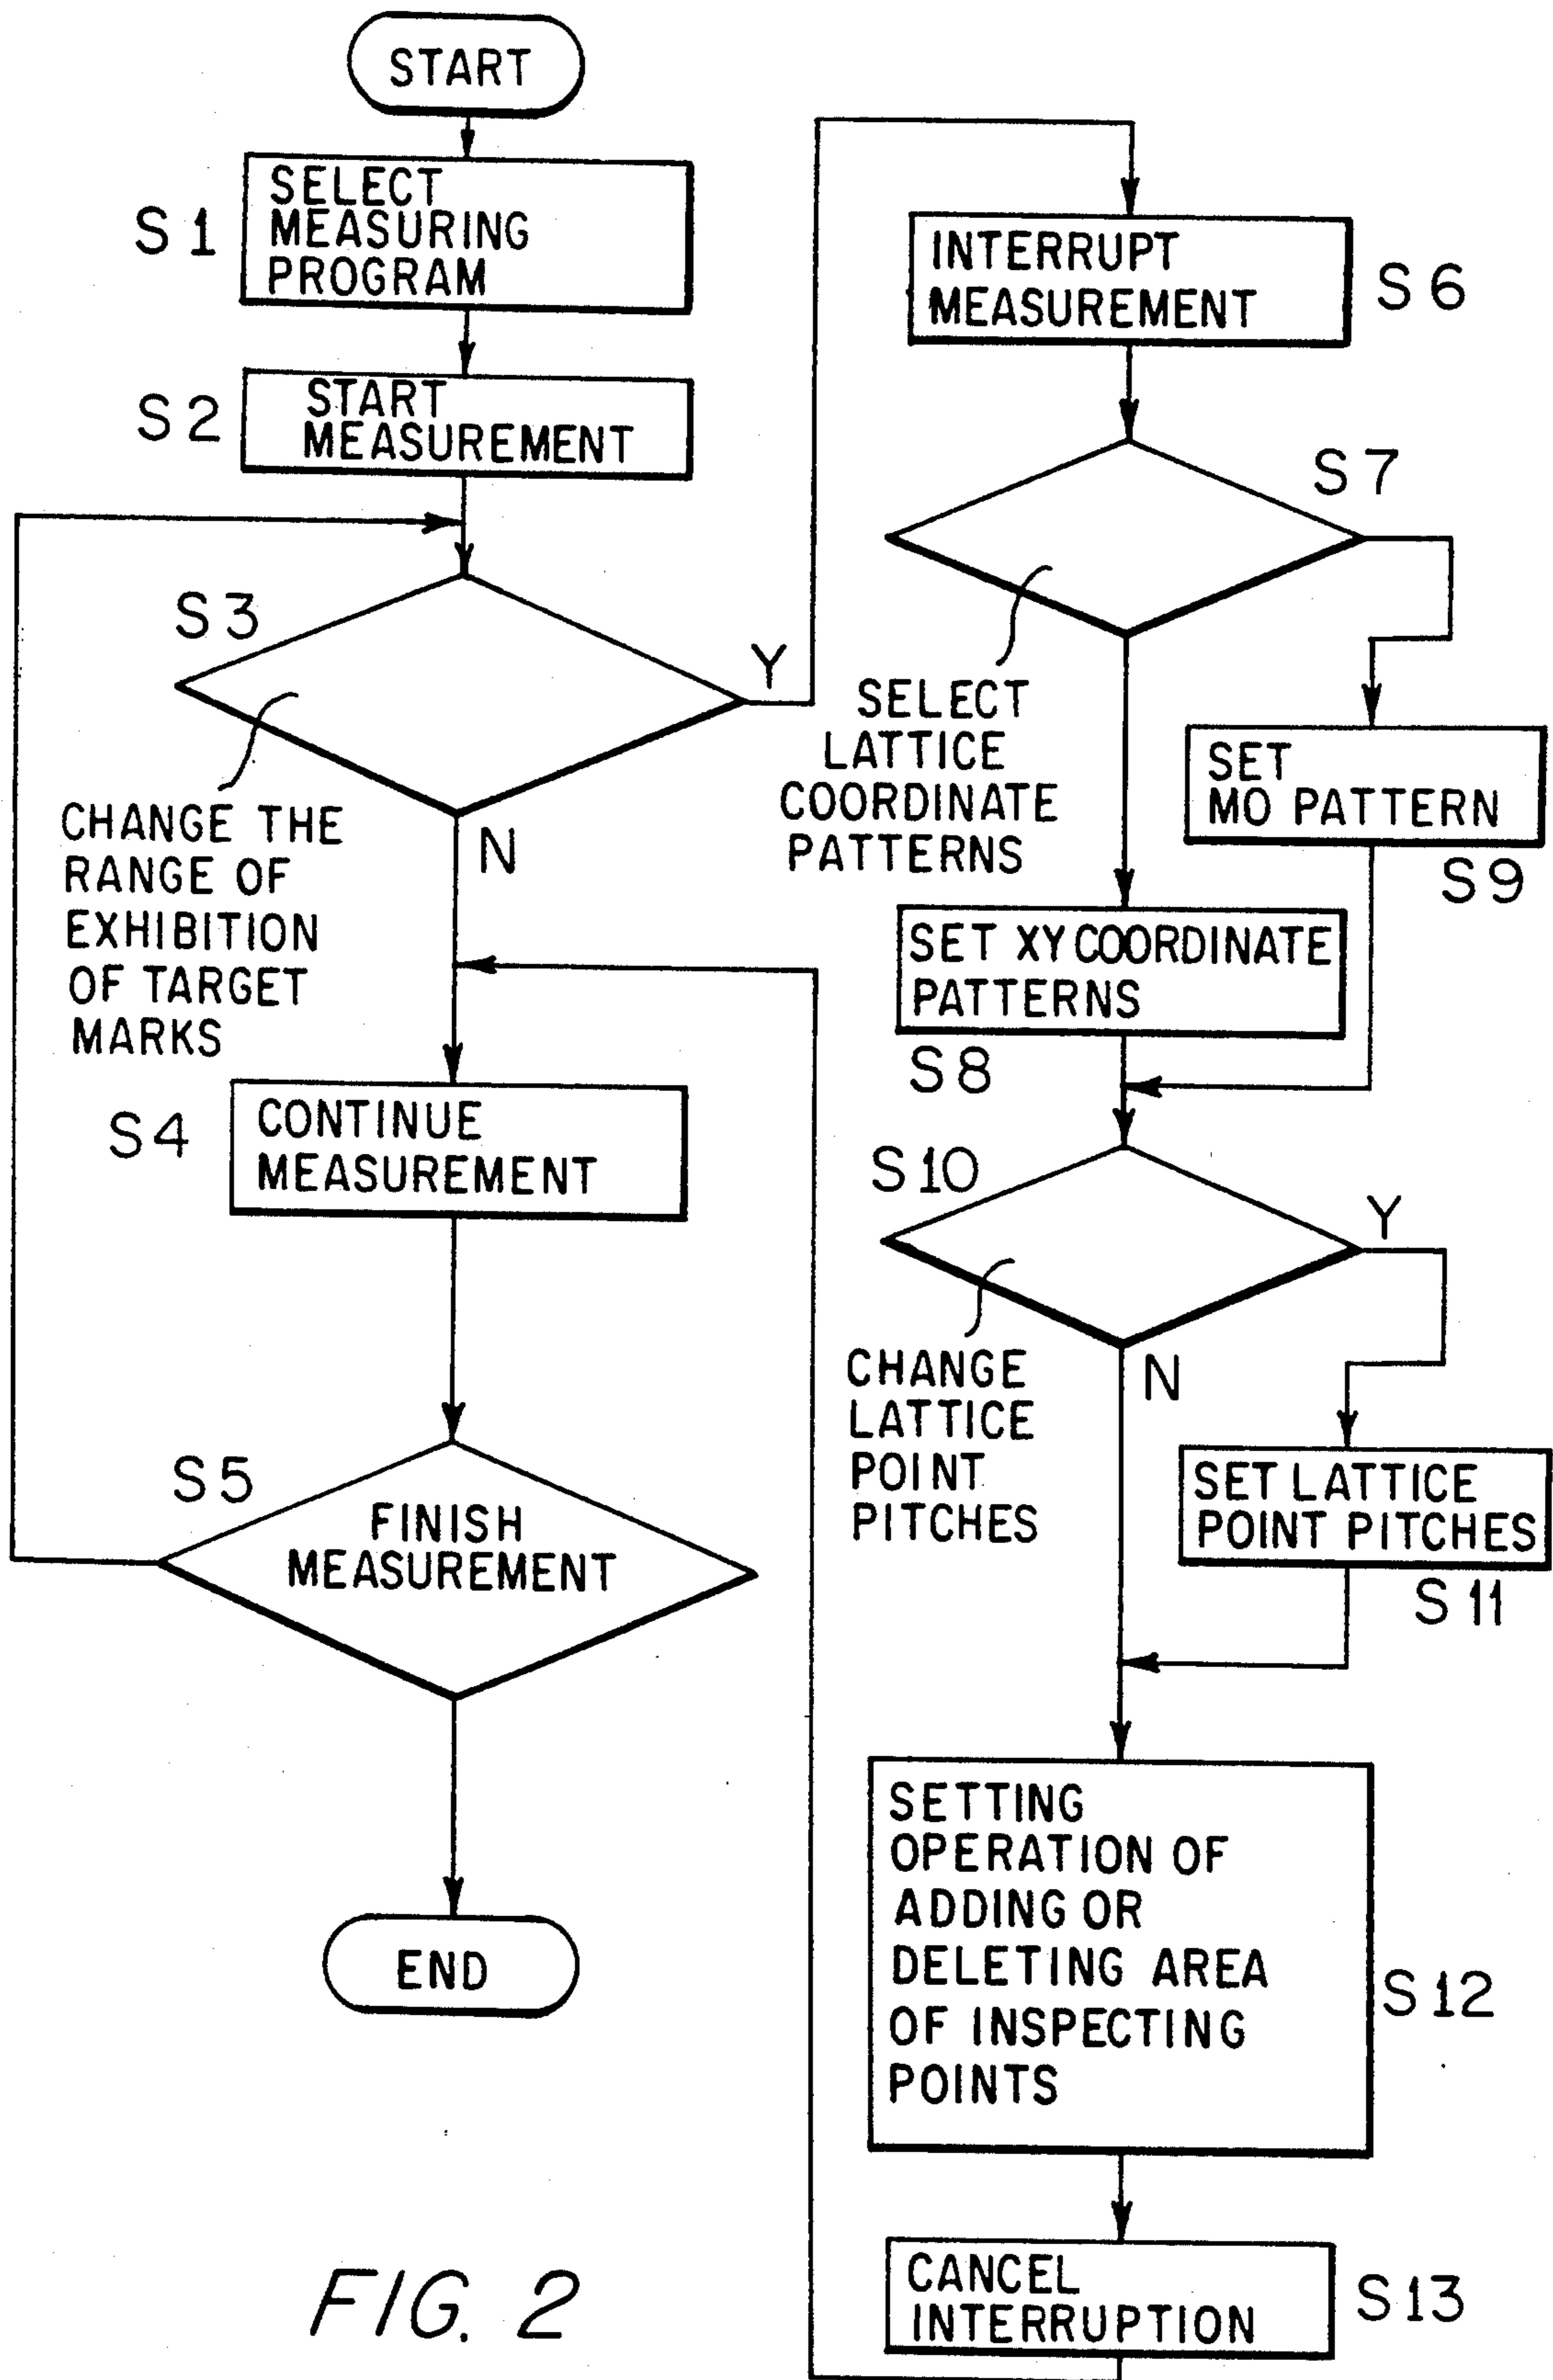 START
S1
SELECT
MEASURING
PROGRAM
S2
START
MEASUREMENT
S3
Y
CHANGE THE
RANGE OF
EXHIBITION
OF TARGET
MARKS
N
S4
CONTINUE
MEASUREMENT
S5
FINISH
MEASUREMENT
END
INTERRUPT
MEASUREMENT
S6
S7
SELECT
LATTICE
COORDINATE
PATTERNS
SET
MO PATTERN
S9
SET XY COORDINATE
PATTERNS
S8
S10
Y
CHANGE
LATTICE
POINT
PITCHES
N
SET LATTICE
POINT PITCHES
S11
SETTING
OPERATION OF
ADDING OR
DELETING AREA
OF INSPECTING
POINTS
S12
CANCEL
INTERRUPTION
S13
FIG. 2